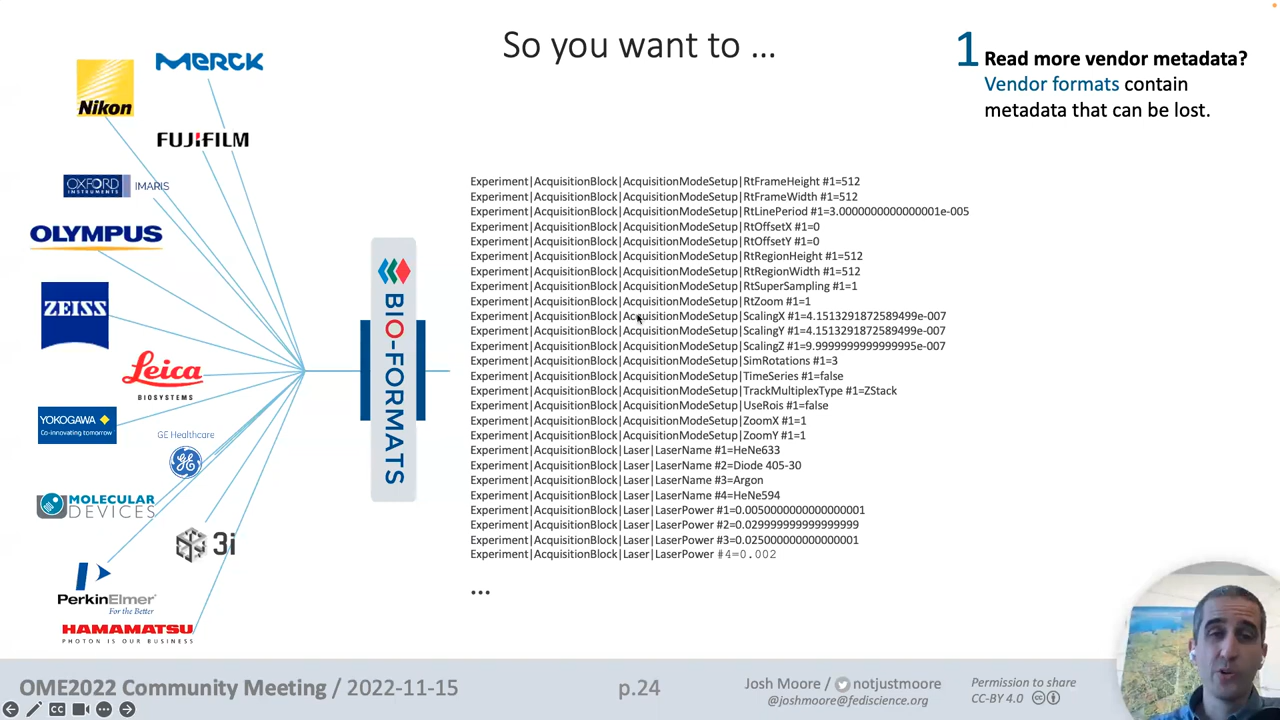 So you want to ...
1 Read more vendor metadata?
Vendor formats contain
metadata that can be lost.
MERCK
Nikon
FUJIFILM
OXFORD INSTRUMENTS IMARIS
OLYMPUS
ZEISS
Leica
BIOSYSTEMS
YOKOGAWA
Co-innovating tomorrow
GE Healthcare
GE
MOLECULAR
DEVICES
3i
PerkinElmer
For the Better
HAMAMATSU
PHOTON IS OUR BUSINESS
BIO-FORMATS
Experiment|AcquisitionBlock|AcquisitionModeSetup|RtFrameHeight #1=512
Experiment|AcquisitionBlock|AcquisitionModeSetup|RtFrameWidth #1=512
Experiment|AcquisitionBlock|AcquisitionModeSetup|RtLinePeriod #1=3.0000000000000001e-005
Experiment|AcquisitionBlock|AcquisitionModeSetup|RtOffsetX #1=0
Experiment|AcquisitionBlock|AcquisitionModeSetup|RtOffsetY #1=0
Experiment|AcquisitionBlock|AcquisitionModeSetup|RtRegionHeight #1=512
Experiment|AcquisitionBlock|AcquisitionModeSetup|RtRegionWidth #1=512
Experiment|AcquisitionBlock|AcquisitionModeSetup|RtSuperSampling #1=1
Experiment|AcquisitionBlock|AcquisitionModeSetup|RtZoom #1=1
Experiment|AcquisitionBlock|AcquisitionModeSetup|ScalingX #1=4.1513291872589499e-007
Experiment|AcquisitionBlock|AcquisitionModeSetup|ScalingY #1=4.1513291872589499e-007
Experiment|AcquisitionBlock|AcquisitionModeSetup|ScalingZ #1=9.9999999999999995e-007
Experiment|AcquisitionBlock|AcquisitionModeSetup|SimRotations #1=3
Experiment|AcquisitionBlock|AcquisitionModeSetup|TimeSeries #1=false
Experiment|AcquisitionBlock|AcquisitionModeSetup|TrackMultiplexType #1=ZStack
Experiment|AcquisitionBlock|AcquisitionModeSetup|UseRois #1=false
Experiment|AcquisitionBlock|AcquisitionModeSetup|ZoomX #1=1
Experiment|AcquisitionBlock|AcquisitionModeSetup|ZoomY #1=1
Experiment|AcquisitionBlock|Laser|LaserName #1=HeNe633
Experiment|AcquisitionBlock|Laser|LaserName #2=Diode 405-30
Experiment|AcquisitionBlock|Laser|LaserName #3=Argon
Experiment|AcquisitionBlock|Laser|LaserName #4=HeNe594
Experiment|AcquisitionBlock|Laser|LaserPower #1=0.0050000000000000001
Experiment|AcquisitionBlock|Laser|LaserPower #2=0.029999999999999999
Experiment|AcquisitionBlock|Laser|LaserPower #3=0.025000000000000001
Experiment|AcquisitionBlock|Laser|LaserPower #4=0.002
...
OME2022 Community Meeting / 2022-11-15
p.24
Josh Moore / notjustmoore
@joshmoore@fediscience.org
Permission to share
CC-BY 4.0
CC